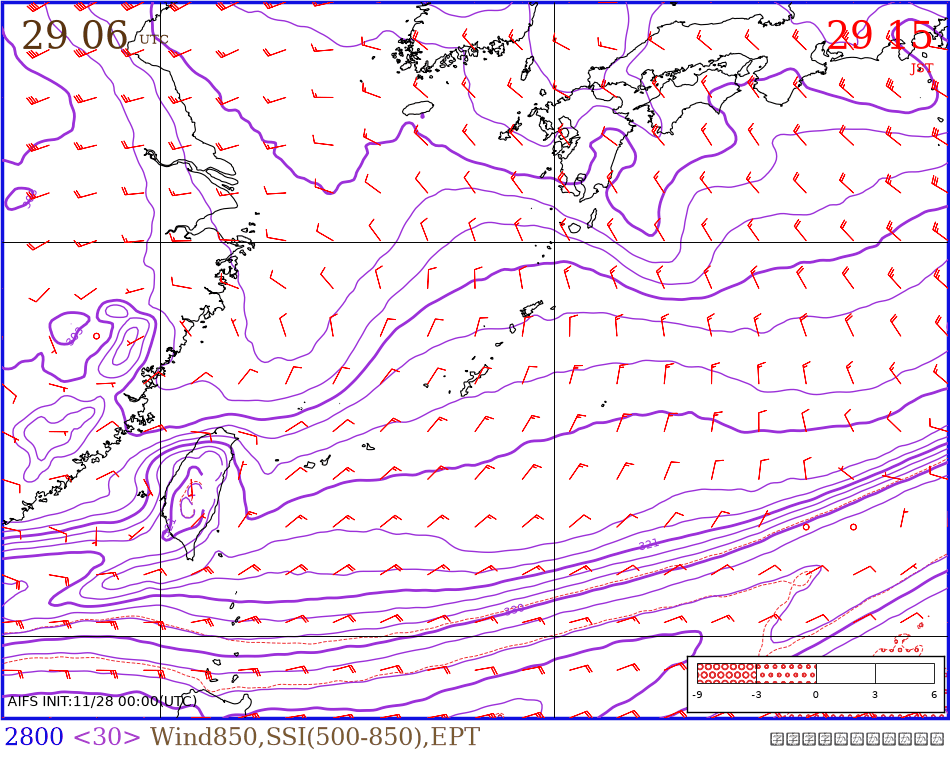 29 06 UTC
29 15
JST
309
321
330
-9 -3 0 3 6
AIFS INIT:11/28 00:00(UTC)
2800 <30> Wind850,SSI(500-850),EPT